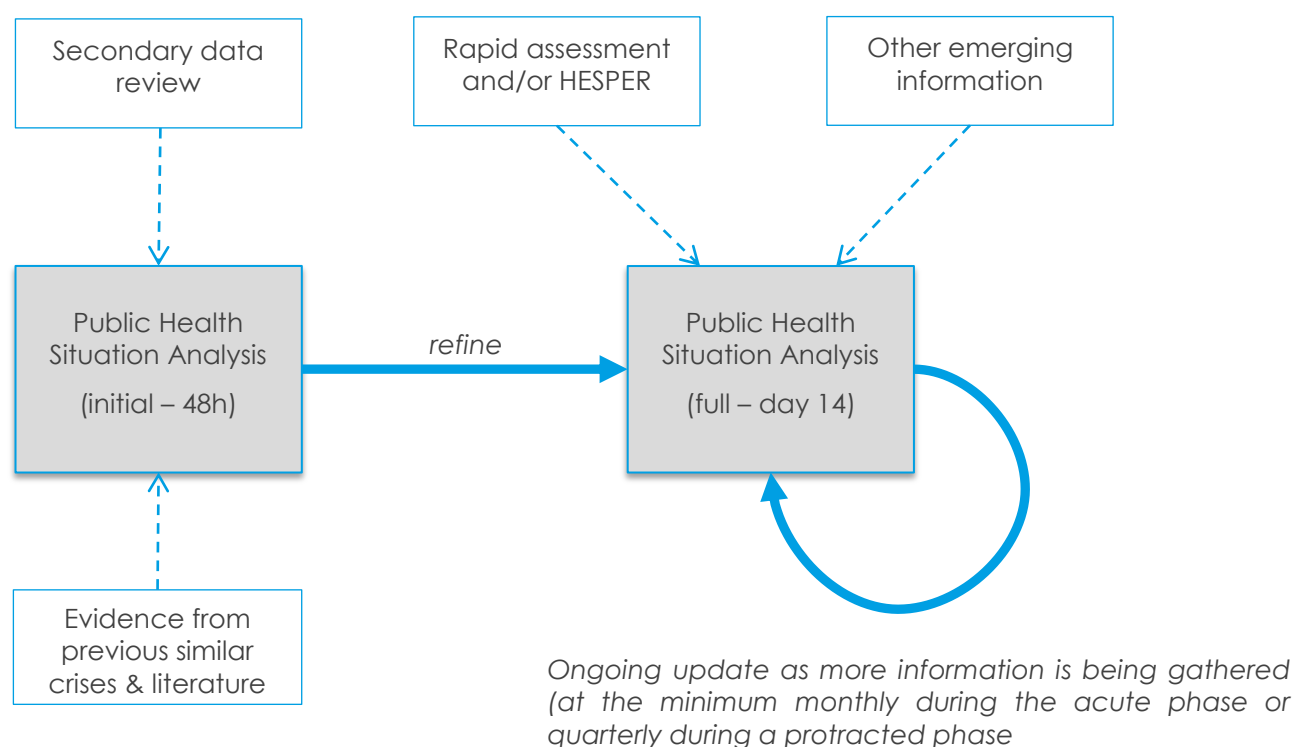 Secondary data
review
Rapid assessment
and/or HESPER
Other emerging
information
Public Health
Situation Analysis
(initial – 48h)
refine
Public Health
Situation Analysis
(full – day 14)
Evidence from
previous similar
crises & literature
Ongoing update as more information is being gathered
(at the minimum monthly during the acute phase or
quarterly during a protracted phase